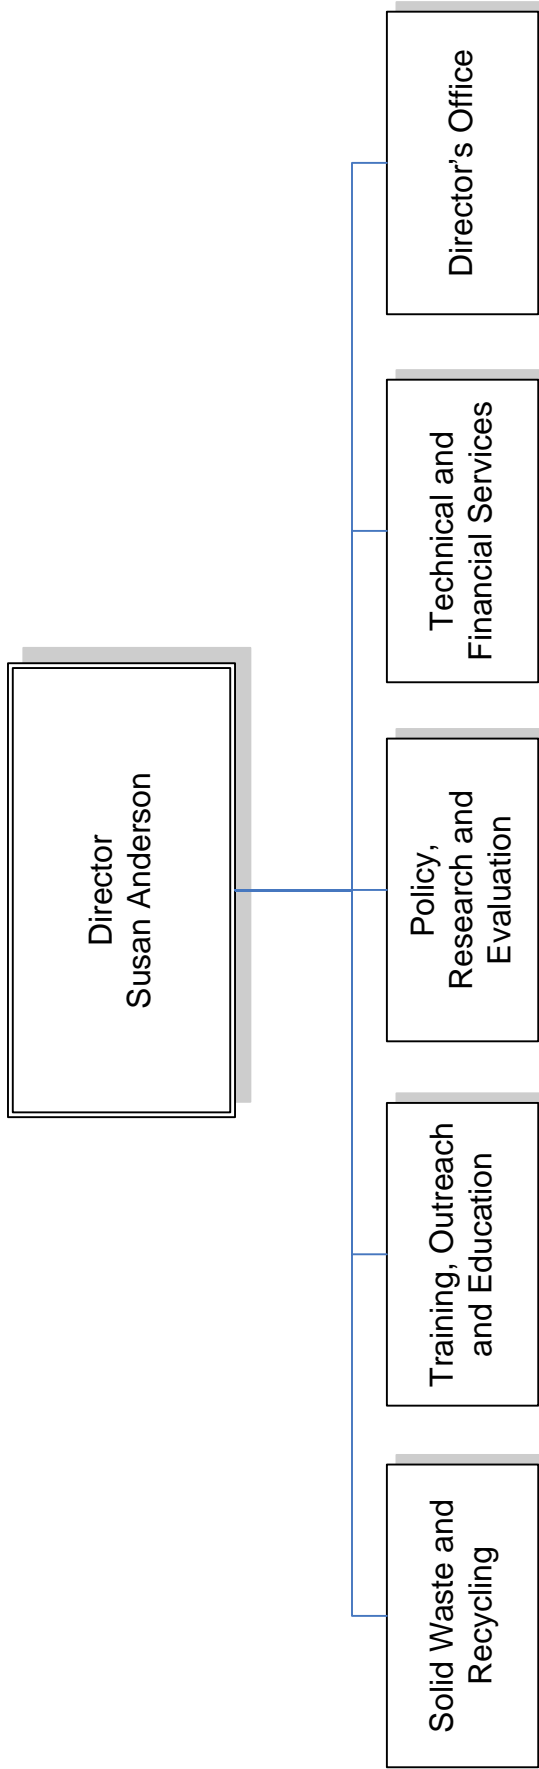 Director
Susan Anderson
Solid Waste and
Recycling
Training, Outreach
and Education
Policy,
Research and
Evaluation
Technical and
Financial Services
Director’s Office